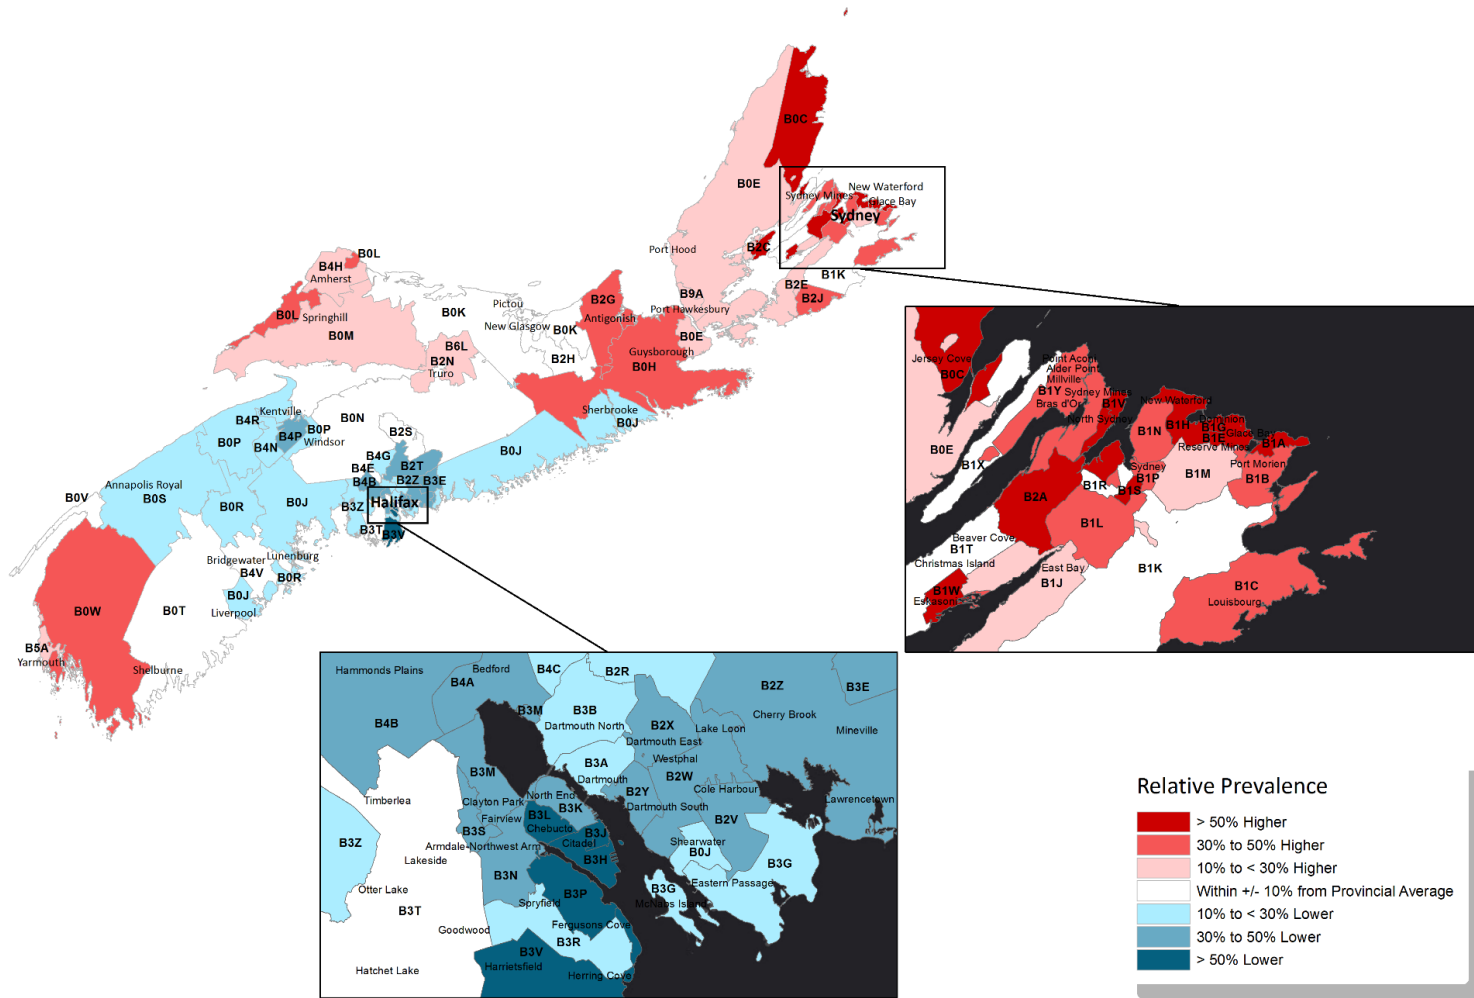 B0C
B0E
New Waterford
Sydney Mines
Glace Bay
Sydney
Port Hood
B2C
B0L
B4H
Amherst
B1K
B2E
B2J
B9A
Port Hawkesbury
B2G
Antigonish
Pictou
B0K
New Glasgow
B0K
B2H
B0L
Springhill
B0M
B6L
B2N
Truro
B0E
Guysborough
B0H
Sherbrooke
B0J
B0J
Kentville
B4R
B0N
B4P
B0P
B0P
B4N
Windsor
B2S
B4G
B2T
B4E
B4B
B2Z
B3E
Halifax
B3Z
B3T
B3V
Annapolis Royal
B0S
B0V
B0R
B0J
Bridgewater
Lunenburg
B4V
B0R
B0J
Liverpool
B0W
B0T
B5A
Yarmouth
Shelburne
Jersey Cove
B0C
Point Aconi
Alder Point
Millville
B1Y
Sydney Mines
Bras d'Or
B1V
North Sydney
New Waterford
B1H
Dominion
B1G
B1E
Glace Bay
B1A
B1N
Reserve Mines
B0E
B1X
Sydney
B1M
Port Morien
B1P
B1B
B1R
B1S
B2A
B1L
Beaver Cove
B1T
Christmas Island
East Bay
B1J
B1K
B1W
Eskasoni
B1C
Louisbourg
Hammonds Plains
Bedford
B4A
B4C
B2R
B2Z
B3E
B3M
B3B
Cherry Brook
B4B
Dartmouth North
B2X
Lake Loon
Mineville
Dartmouth East
Westphal
B3A
B3M
Dartmouth
B2W
Cole Harbour
Timberlea
Clayton Park
North End
B2Y
Dartmouth South
Lawrencetown
B3K
Fairview
B3L
Chebucto
B3J
B2V
B3S
Citadel
Shearwater
B3Z
Armdale-Northwest Arm
B0J
Lakeside
B3H
B3G
B3N
Eastern Passage
Otter Lake
B3P
B3G
McNabs Island
B3T
Spryfield
Goodwood
Fergusons Cove
B3R
B3V
Hatchet Lake
Harrietsfield
Herring Cove
Relative Prevalence
> 50% Higher
30% to 50% Higher
10% to < 30% Higher
Within +/- 10% from Provincial Average
10% to < 30% Lower
30% to 50% Lower
> 50% Lower